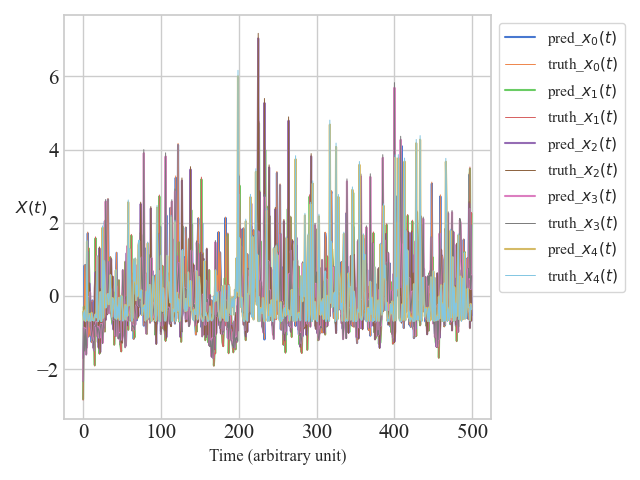 6
4
2
0
−2
X(t)
0
100
200
300
400
500
Time (arbitrary unit)
pred_x₀(t)
truth_x₀(t)
pred_x₁(t)
truth_x₁(t)
pred_x₂(t)
truth_x₂(t)
pred_x₃(t)
truth_x₃(t)
pred_x₄(t)
truth_x₄(t)